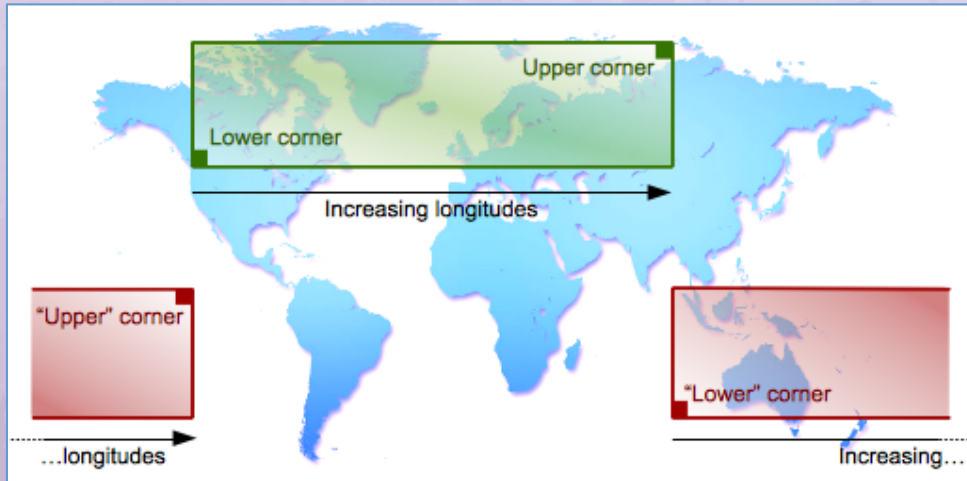 Upper corner
Lower corner
Increasing longitudes
“Upper” corner
“Lower” corner
…longitudes
Increasing…